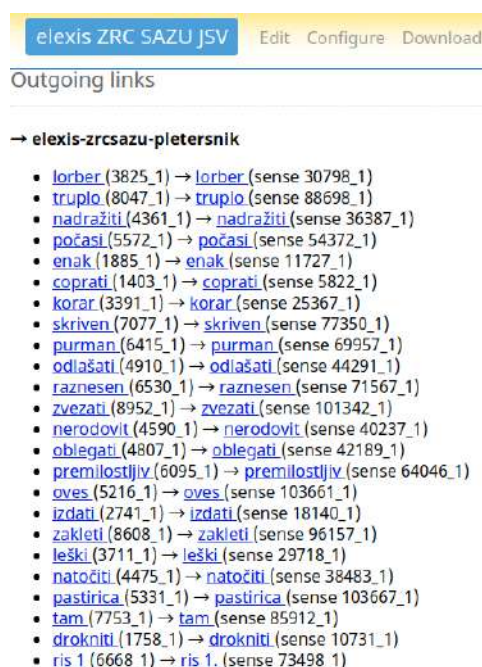 elexis ZRC SAZU JSV Edit Configure Download
Outgoing links
→ elexis-zrcsazu-pletersnik
• lorber (3825_1) → lorber (sense 30798_1)
• truplo (8047_1) → truplo (sense 88698_1)
• nadražiti (4361_1) → nadražiti (sense 36387_1)
• počasi (5572_1) → počasi (sense 54372_1)
• enak (1885_1) → enak (sense 11727_1)
• coprati (1403_1) → coprati (sense 5822_1)
• korar (3391_1) → korar (sense 25367_1)
• skriven (7077_1) → skriven (sense 77350_1)
• purman (6415_1) → purman (sense 69957_1)
• odlašati (4910_1) → odlašati (sense 44291_1)
• raznesen (6530_1) → raznesen (sense 71567_1)
• zvezati (8952_1) → zvezati (sense 101342_1)
• nerodovit (4590_1) → nerodovit (sense 40237_1)
• oblegati (4807_1) → oblegati (sense 42189_1)
• premilostljiv (6095_1) → premilostljiv (sense 64046_1)
• oves (5216_1) → oves (sense 103661_1)
• izdati (2741_1) → izdati (sense 18140_1)
• zakleti (8608_1) → zakleti (sense 96157_1)
• leški (3711_1) → leški (sense 29718_1)
• natočiti (4475_1) → natočiti (sense 38483_1)
• pastirica (5331_1) → pastirica (sense 103667_1)
• tam (7753_1) → tam (sense 85912_1)
• drokniti (1758_1) → drokniti (sense 10731_1)
• ris 1 (6668_1) → ris 1. (sense 73498_1)